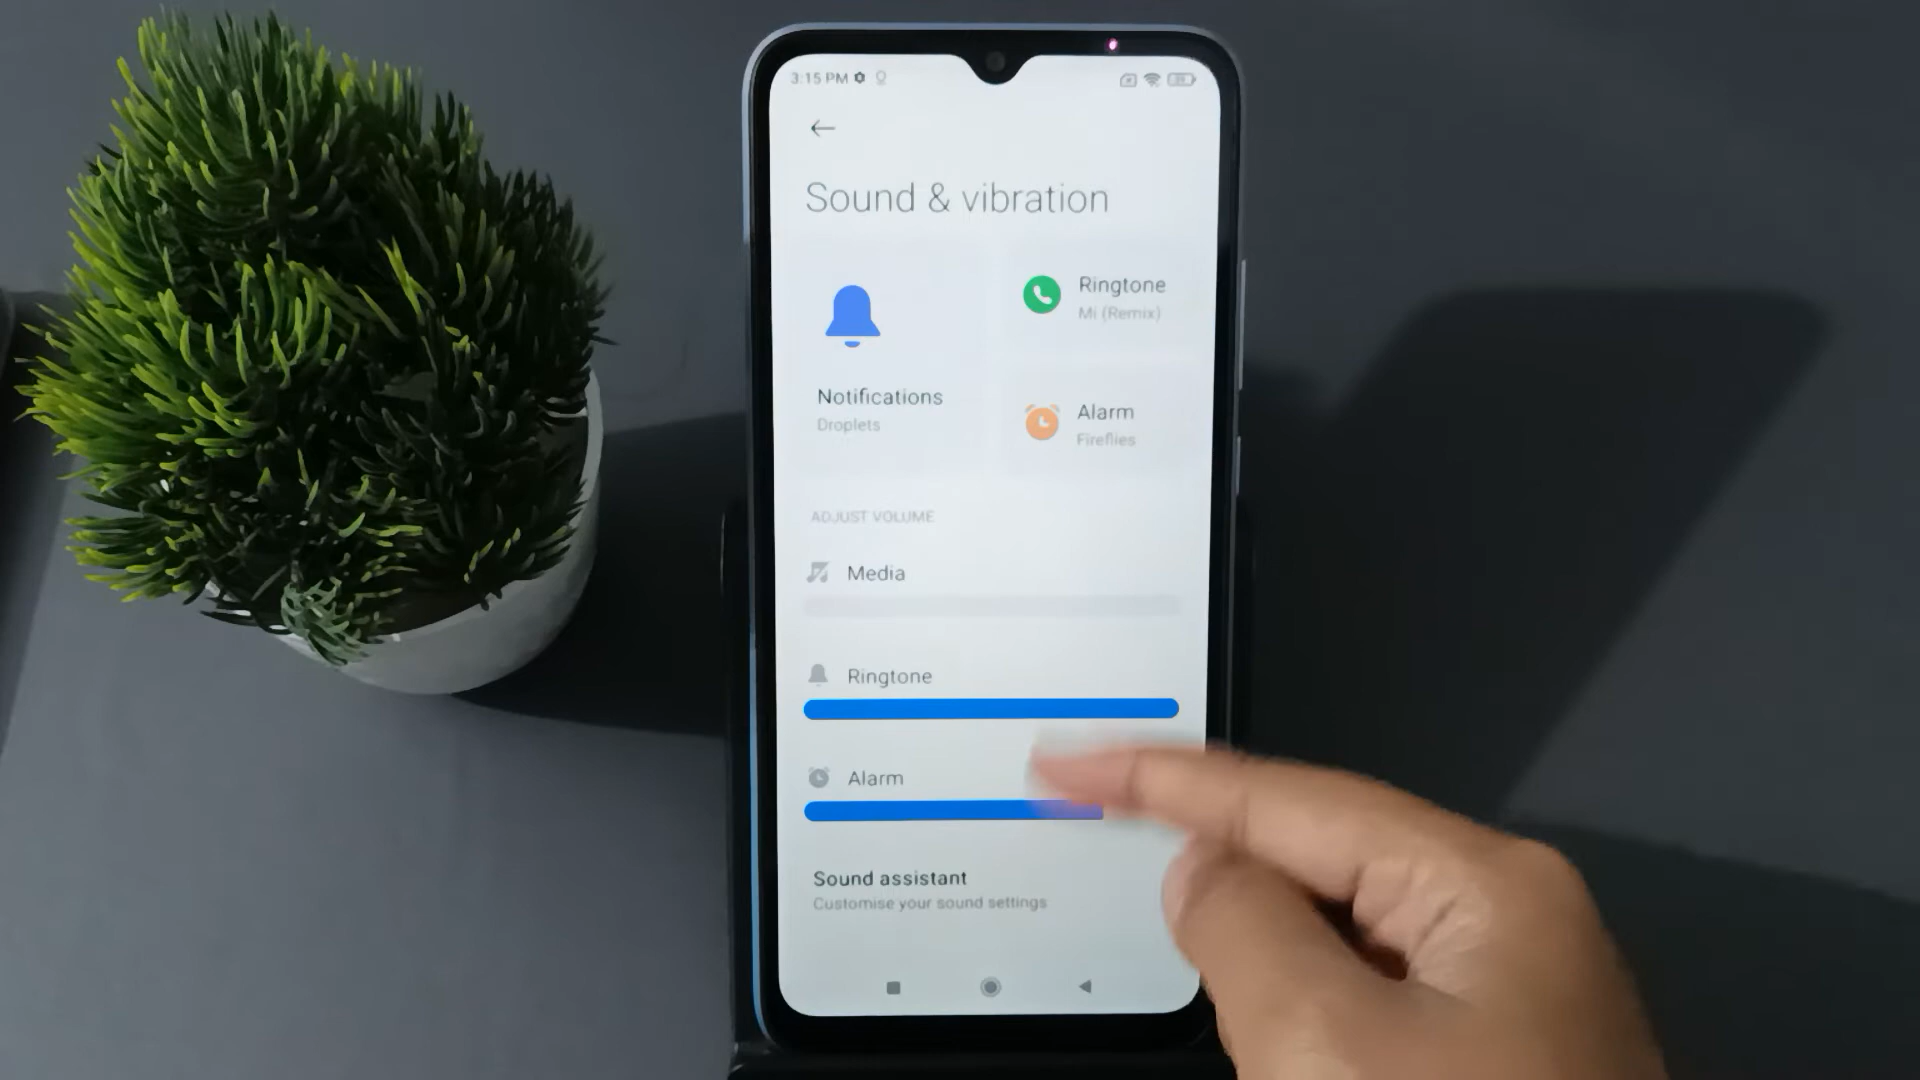 3:15 PM
Sound & vibration
Ringtone
Mi (Remix)
Notifications
Droplets
Alarm
Fireflies
ADJUST VOLUME
Media
Ringtone
Alarm
Sound assistant
Customise your sound settings